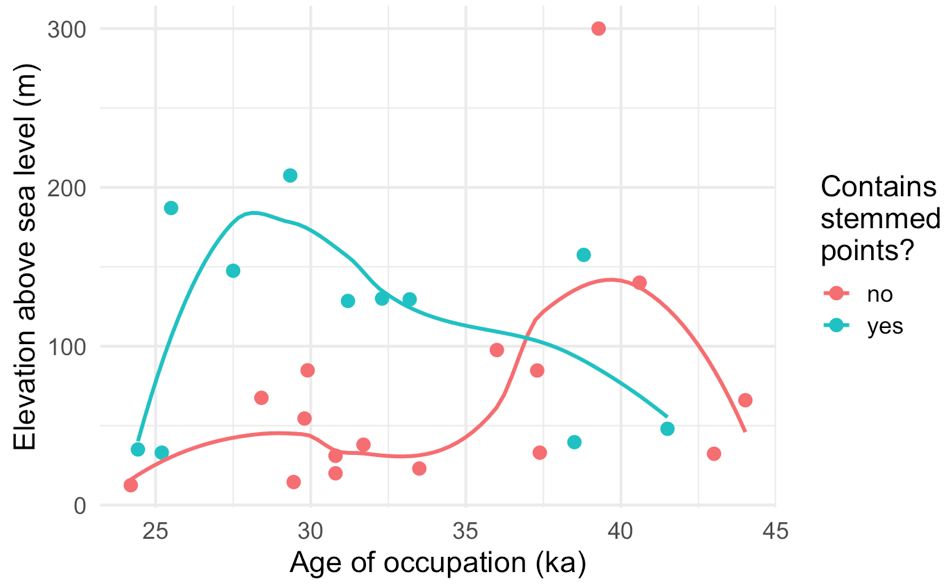 300
200
100
0
Elevation above sea level (m)
25 30 35 40 45
Age of occupation (ka)
Contains
stemmed
points?
no
yes